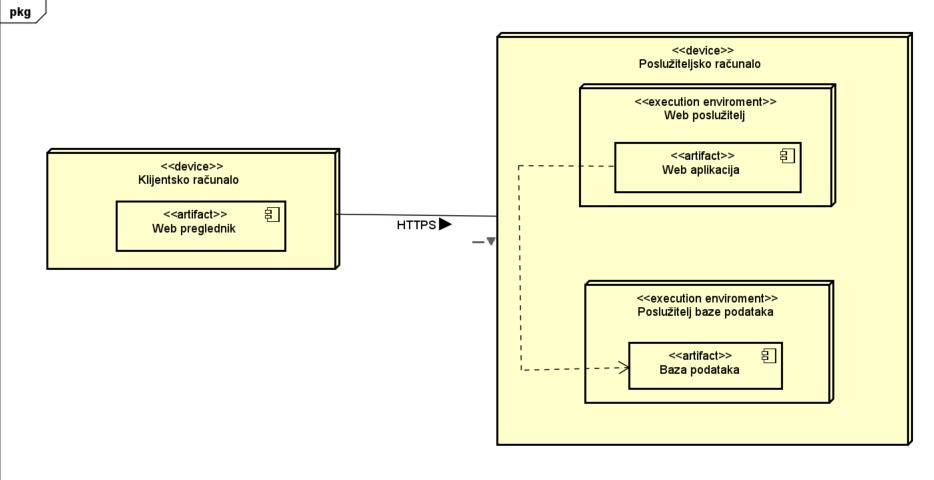 pkg
<<device>>
Klijentsko računalo
<<artifact>>
Web preglednik
HTTPS
<<device>>
Poslužiteljsko računalo
<<execution enviroment>>
Web poslužitelj
<<artifact>>
Web aplikacija
<<execution enviroment>>
Poslužitelj baze podataka
<<artifact>>
Baza podataka